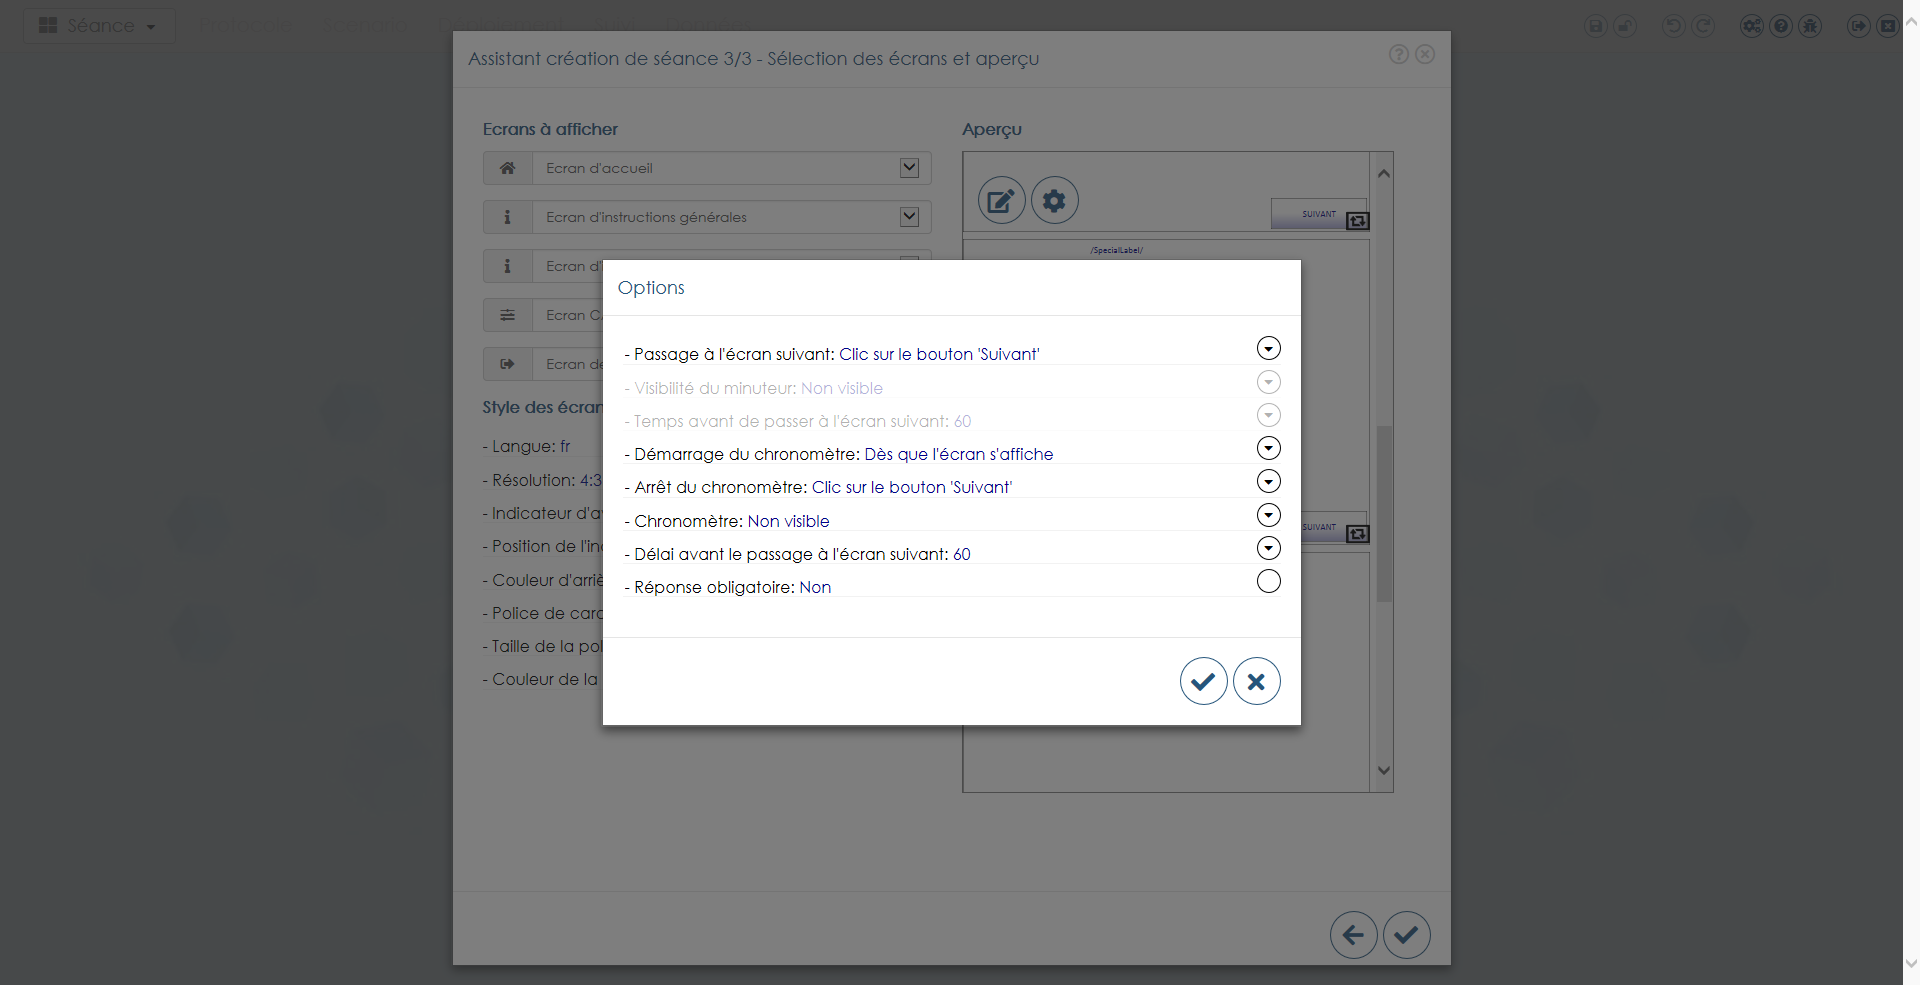 Séance
Protocole Scénario Déploiement Suivi Données
Assistant création de séance 3/3 - Sélection des écrans et aperçu
Ecrans à afficher
Aperçu
Ecran d'accueil
Ecran d'instructions générales
SUIVANT
/SpecialLabel/
Ecran d'
Ecran C
Ecran de
Style des écran
- Langue: fr
- Résolution: 4:3
- Indicateur d'a
- Position de l'in
- Couleur d'arriè
- Police de cara
- Taille de la pol
- Couleur de la
SUIVANT
Options
- Passage à l'écran suivant: Clic sur le bouton 'Suivant'
- Visibilité du minuteur: Non visible
- Temps avant de passer à l'écran suivant: 60
- Démarrage du chronomètre: Dès que l'écran s'affiche
- Arrêt du chronomètre: Clic sur le bouton 'Suivant'
- Chronomètre: Non visible
- Délai avant le passage à l'écran suivant: 60
- Réponse obligatoire: Non